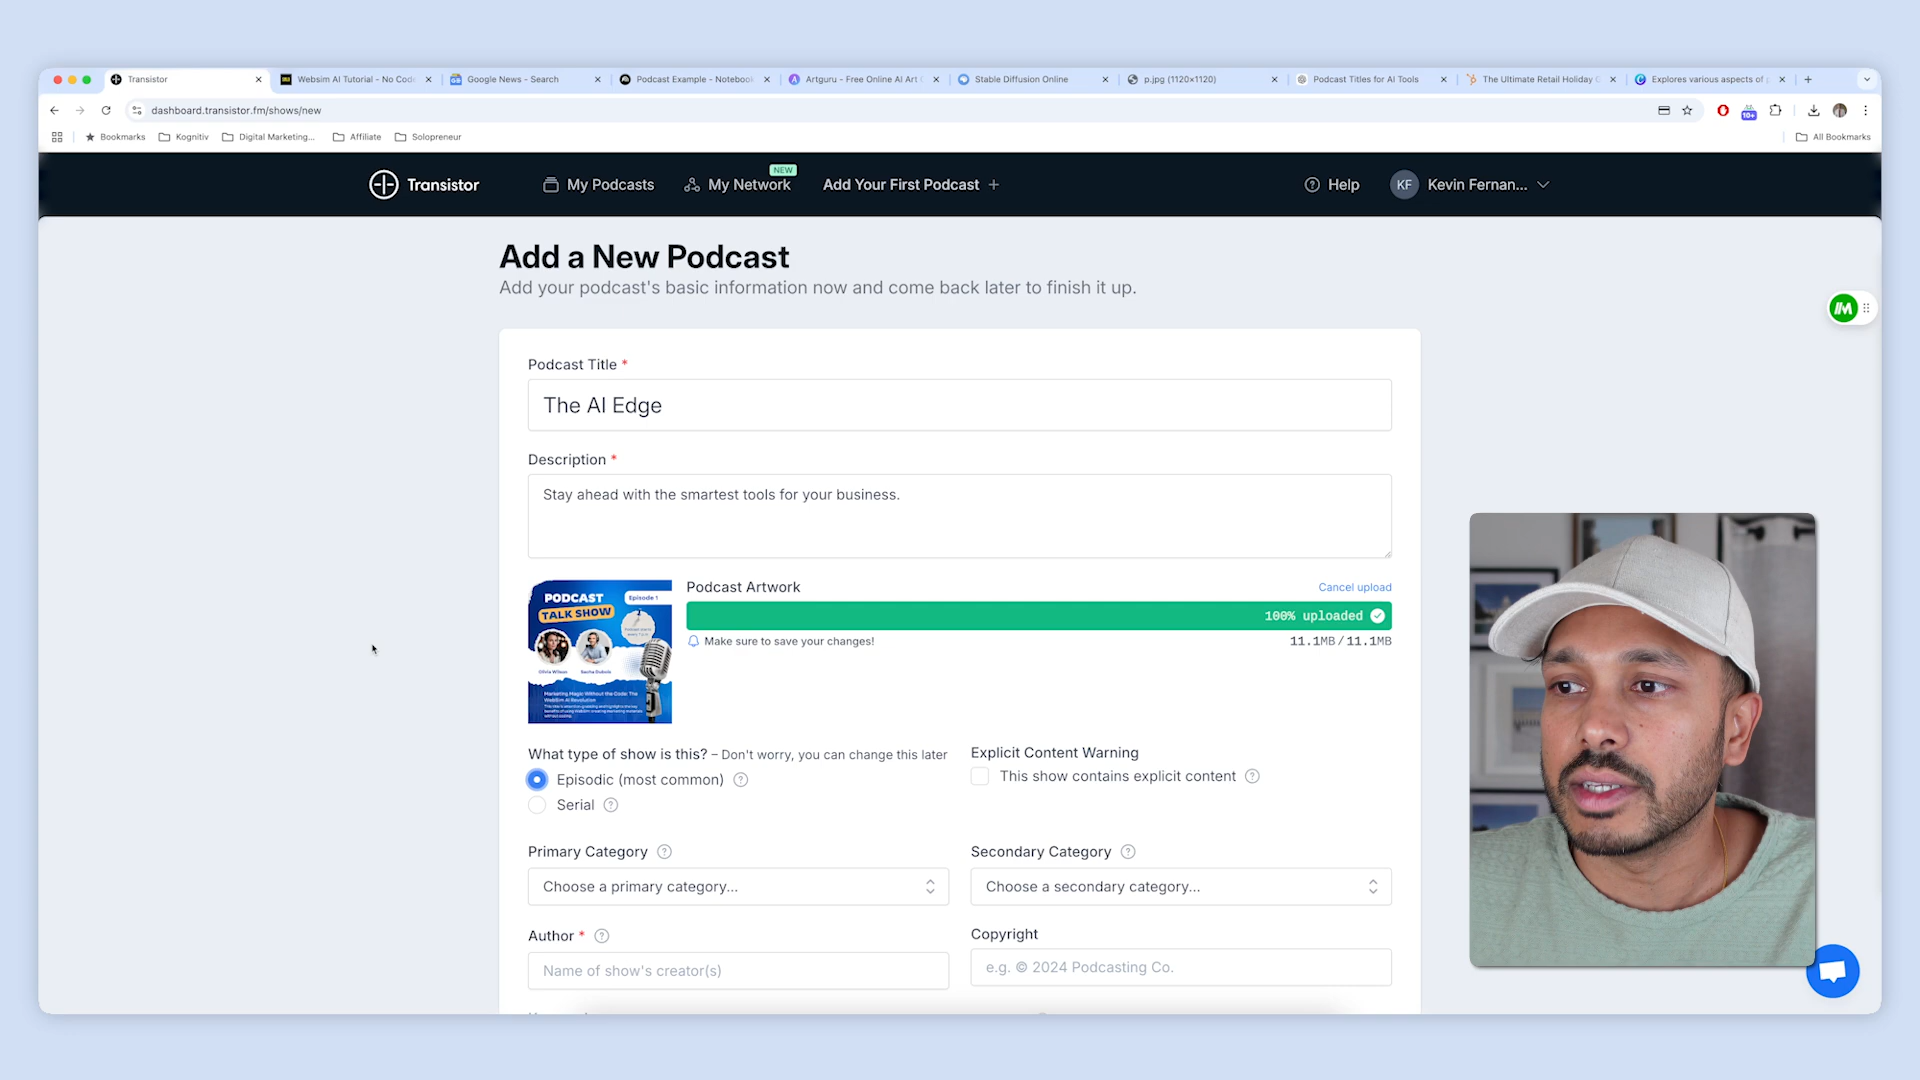 Transistor
Websim AI Tutorial - No Code
Google News - Search
Podcast Example - Notebook
Artguru - Free Online AI Art
Stable Diffusion Online
p.jpg (1120×1120)
Podcast Titles for AI Tools
The Ultimate Retail Holiday
Explores various aspects of
dashboard.transistor.fm/shows/new
10+
Bookmarks
Kognitiv
Digital Marketing...
Affiliate
Solopreneur
All Bookmarks
Transistor
My Podcasts
My Network
NEW
Add Your First Podcast +
Help
KF
Kevin Fernan...
Add a New Podcast
Add your podcast's basic information now and come back later to finish it up.
Podcast Title *
The AI Edge
Description *
Stay ahead with the smartest tools for your business.
PODCAST
TALK SHOW
Episode 1
Olivia Wilson
Sacha Dubois
Marketing Magic Without the Code: The
WebSim AI Revolution
Podcast Artwork
Cancel upload
100% uploaded
Make sure to save your changes!
11.1MB/11.1MB
What type of show is this? – Don't worry, you can change this later
Episodic (most common) ?
Serial ?
Explicit Content Warning
This show contains explicit content ?
Primary Category ?
Choose a primary category...
Secondary Category ?
Choose a secondary category...
Author * ?
Name of show's creator(s)
Copyright
e.g. © 2024 Podcasting Co.